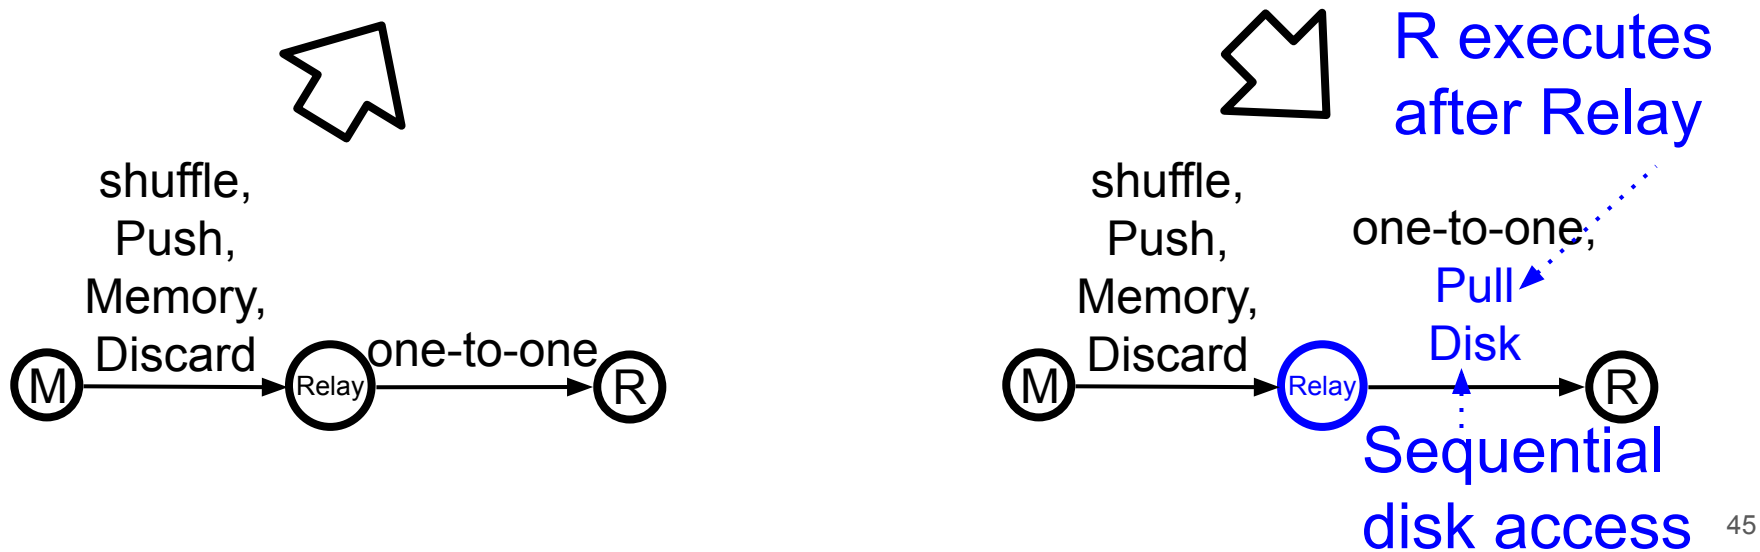 shuffle,
Push,
Memory,
Discard
M
Relay
one-to-one
R
R executes
after Relay
shuffle,
Push,
Memory,
Discard
M
Relay
one-to-one,
Pull
Disk
R
Sequential
disk access
45